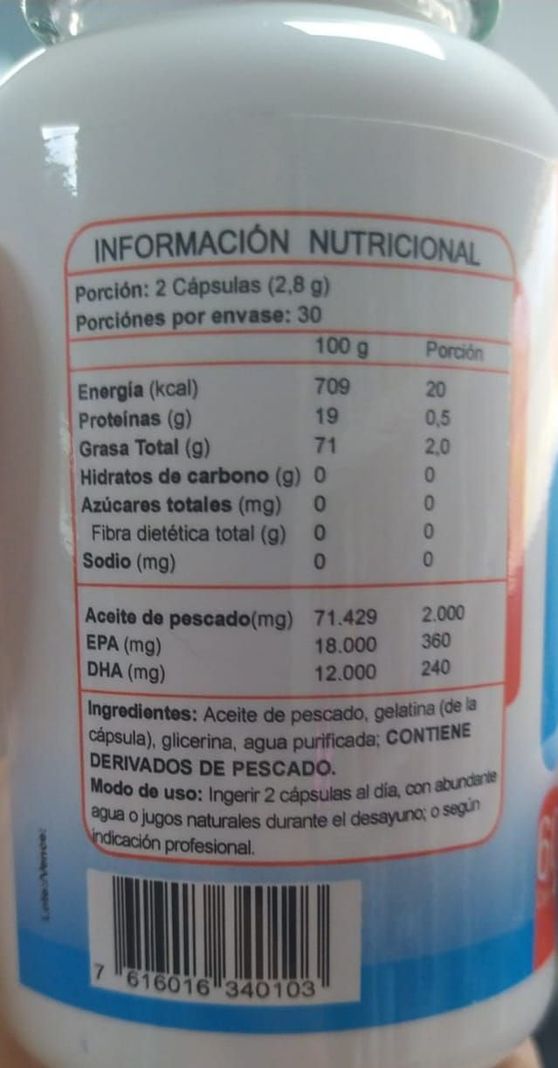 INFORMACIÓN NUTRICIONAL
Porción: 2 Cápsulas (2,8 g)
Porciónes por envase: 30
100 g Porción
Energía (kcal) 709 20
Proteínas (g) 19 0,5
Grasa Total (g) 71 2,0
Hidratos de carbono (g) 0 0
Azúcares totales (mg) 0 0
Fibra dietética total (g) 0 0
Sodio (mg) 0 0
Aceite de pescado(mg) 71.429 2.000
EPA (mg) 18.000 360
DHA (mg) 12.000 240
Ingredientes: Aceite de pescado, gelatina (de la
cápsula), glicerina, agua purificada; CONTIENE
DERIVADOS DE PESCADO.
Modo de uso: Ingerir 2 cápsulas al día, con abundante
agua o jugos naturales durante el desayuno; o según
indicación profesional.
Lote/Vence:
7 616016 340103
6